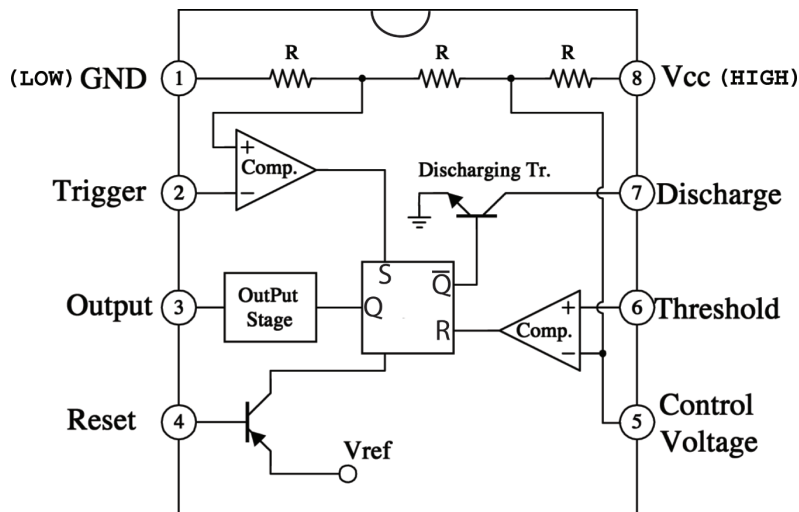 R R R
(LOW) GND 1 8 Vcc (HIGH)
+
Comp.
−
Discharging Tr.
Trigger 2 7 Discharge
S
Q̅
Output 3 OutPut Q 6 Threshold
Stage
+
R Comp.
−
Reset 4 5 Control
Voltage
Vref